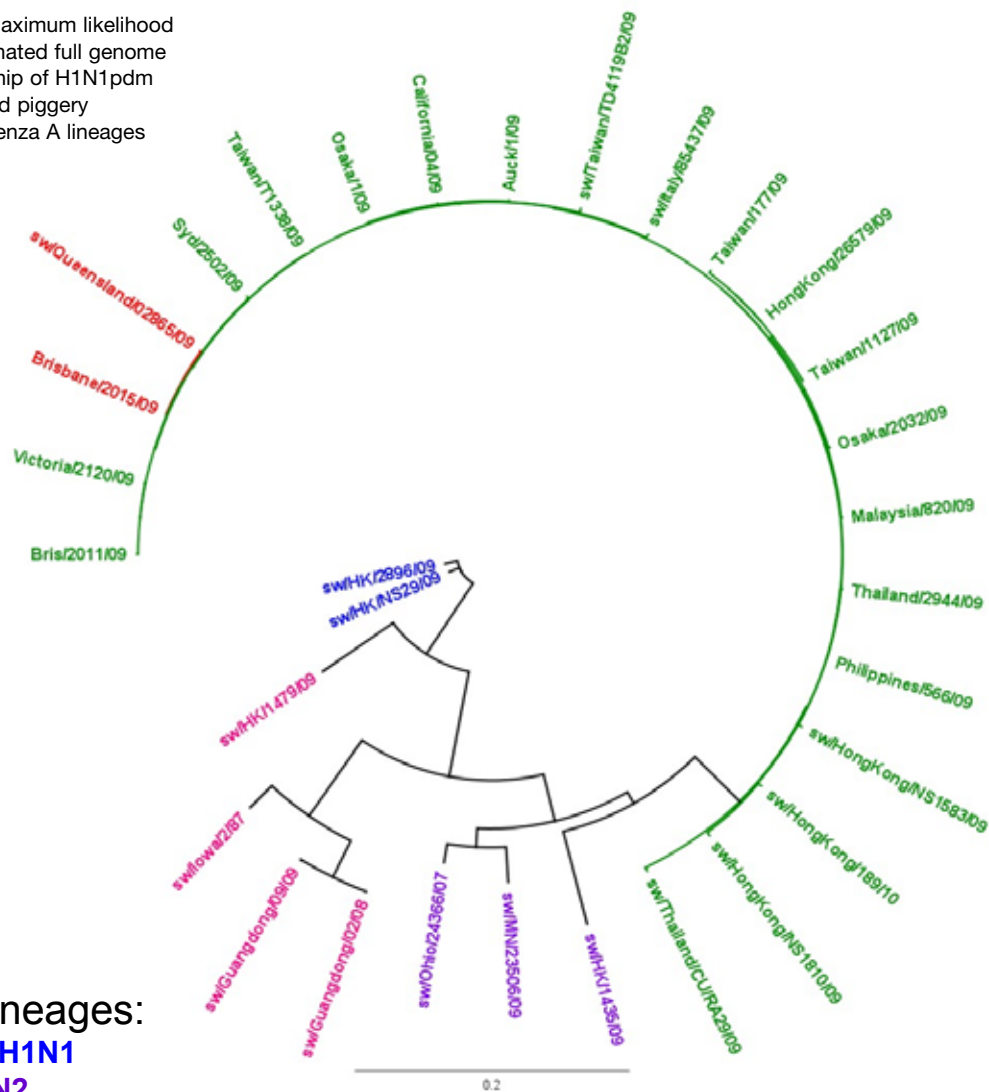 aximum likelihood
nated full genome
nip of H1N1pdm
d piggery
enza A lineages
sw/Taiwan/TD4119B2/09
California/04/09
Auck/1/09
sw/Italy/85437/09
Osaka/1/09
Taiwan/T1338/09
Taiwan/177/09
HongKong/26579/09
Syd/2502/09
sw/Queensland/02865/09
Taiwan/1127/09
Brisbane/2015/09
Osaka/2032/09
Victoria/2120/09
Malaysia/820/09
Bris/2011/09
sw/HK/2896/09
sw/HK/NS29/09
Thailand/2944/09
Philippines/566/09
sw/HK/1479/09
sw/HongKong/NS1583/09
sw/HongKong/189/10
sw/Iowa/2/87
sw/HongKong/NS1810/09
sw/Guangdong/09/09
sw/Guangdong/02/08
sw/Ohio/24366/07
sw/MN/23506/09
sw/HK/1435/09
sw/Thailand/CU/RA29/09
neages:
H1N1
N2
0.2